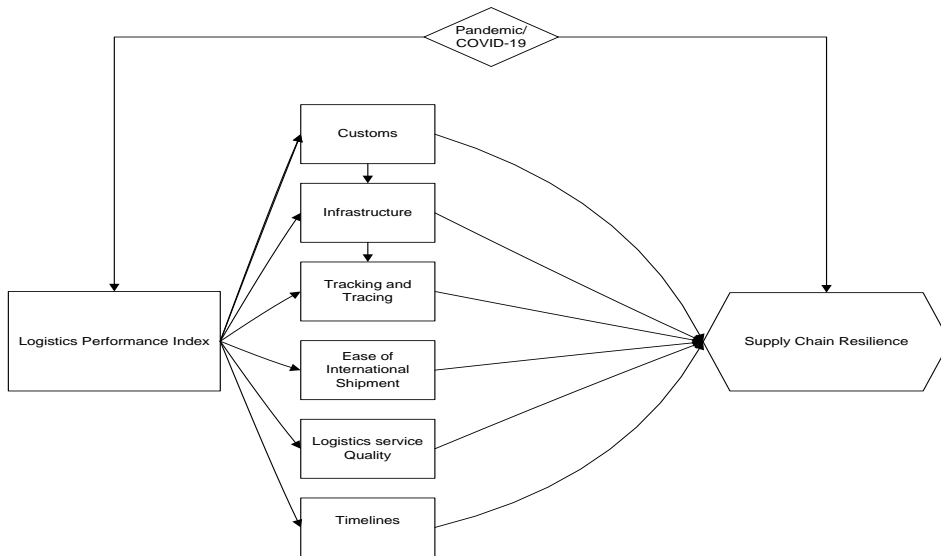 Pandemic/
COVID-19
Customs
Infrastructure
Tracking and
Tracing
Logistics Performance Index
Supply Chain Resilience
Ease of
International
Shipment
Logistics service
Quality
Timelines